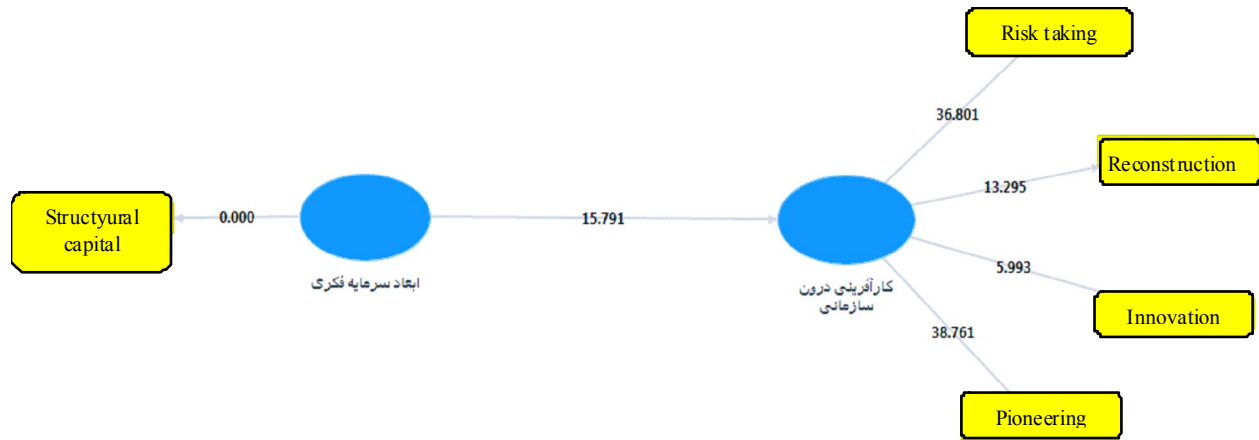 Risk taking
36.801
Reconstruction
13.295
Structyural
capital
0.000
15.791
ابعاد سرمایه فکری
کارآفرینی درون
سازمانی
5.993
Innovation
38.761
Pioneering